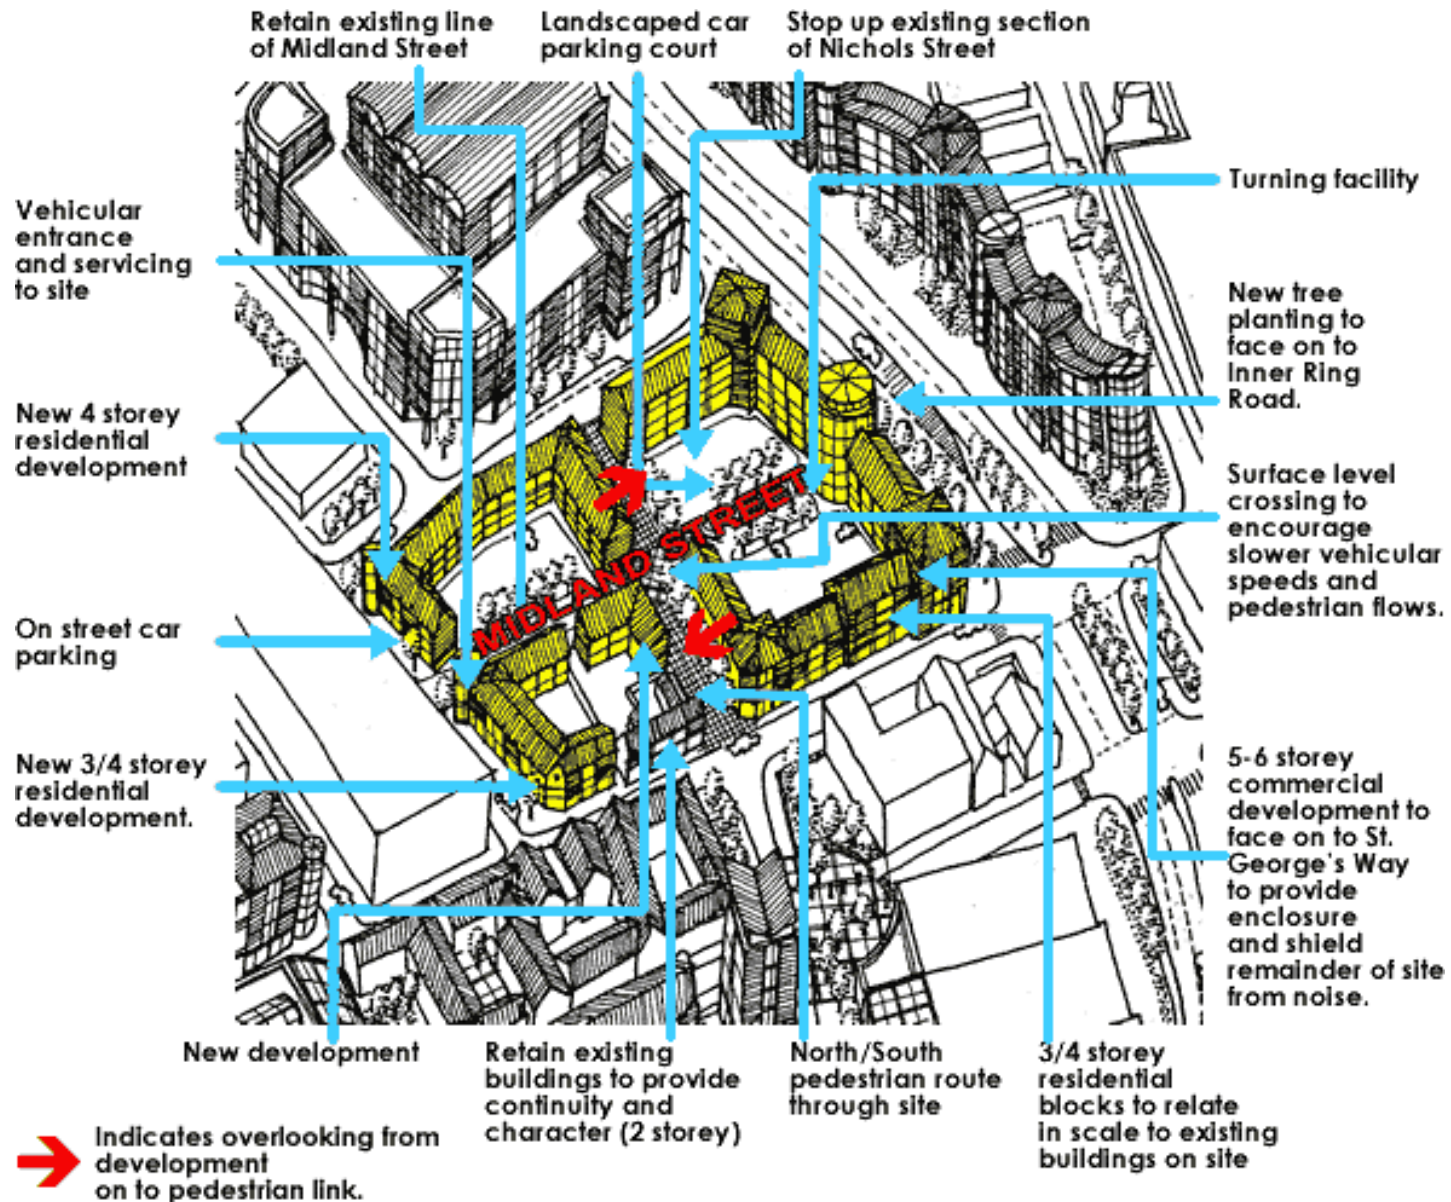 Retain existing line
of Midland Street
Landscaped car
parking court
Stop up existing section
of Nichols Street
Turning facility
Vehicular
entrance
and servicing
to site
New tree
planting to
face on to
Inner Ring
Road.
New 4 storey
residential
development
Surface level
crossing to
encourage
slower vehicular
speeds and
pedestrian flows.
MIDLAND STREET
On street car
parking
New 3/4 storey
residential
development.
5-6 storey
commercial
development to
face on to St.
George's Way
to provide
enclosure
and shield
remainder of site
from noise.
New development
Retain existing
buildings to provide
continuity and
character (2 storey)
North/South
pedestrian route
through site
3/4 storey
residential
blocks to relate
in scale to existing
buildings on site
Indicates overlooking from
development
on to pedestrian link.